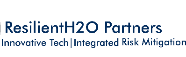 ResilientH2O Partners
Innovative Tech|Integrated Risk Mitigation